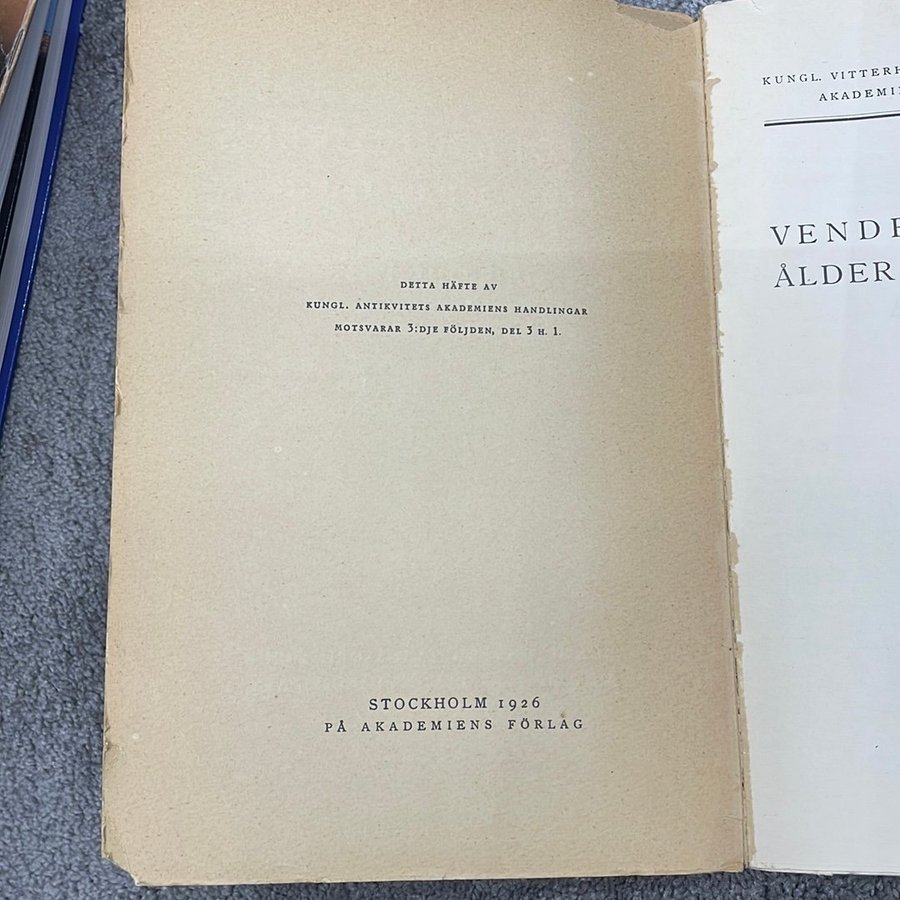 DETTA HÄFTE AV
KUNGL. ANTIKVITETS AKADEMIENS HANDLINGAR
MOTSVARAR 3:DJE FÖLJDEN, DEL 3 H. 1.
STOCKHOLM 1926
PÅ AKADEMIENS FÖRLAG
KUNGL. VITTERH
AKADEMI
VENDE
ÅLDER